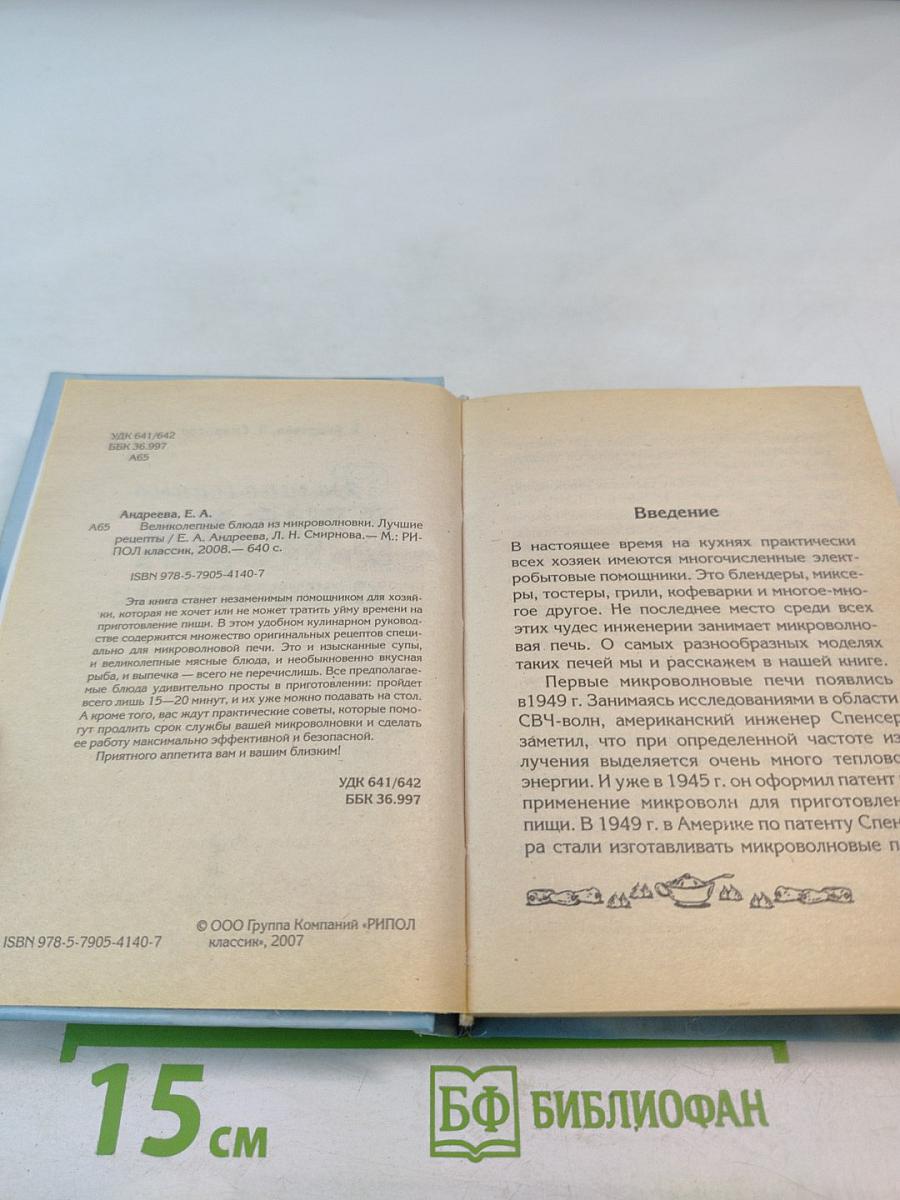 УДК 641/642
ББК 36.997
А65
Андреева, Е. А.
А65 Великолепные блюда из микроволновки. Лучшие
рецепты / Е. А. Андреева, Л. Н. Смирнова.— М.: РИ-
ПОЛ классик, 2008.— 640 с.
ISBN 978-5-7905-4140-7
Эта книга станет незаменимым помощником для хозяй-
ки, которая не хочет или не может тратить уйму времени на
приготовление пищи. В этом удобном кулинарном руковод-
стве содержится множество оригинальных рецептов специ-
ально для микроволновой печи. Это и изысканные супы,
и великолепные мясные блюда, и необыкновенно вкусная
рыба, и выпечка — всего не перечислишь. Все предполагае-
мые блюда удивительно просты в приготовлении: пройдет
всего лишь 15—20 минут, и их уже можно подавать на стол.
А кроме того, вас ждут практические советы, которые помо-
гут продлить срок службы вашей микроволновки и сделать
ее работу максимально эффективной и безопасной.
Приятного аппетита вам и вашим близким!
УДК 641/642
ББК 36.997
© ООО Группа Компаний «РИПОЛ
классик», 2007
ISBN 978-5-7905-4140-7
Введение
В настоящее время на кухнях практически
всех хозяек имеются многочисленные элект-
робытовые помощники. Это блендеры, миксе-
ры, тостеры, грили, кофеварки и многое-мно-
гое другое. Не последнее место среди всех
этих чудес инженерии занимает микроволно-
вая печь. О самых разнообразных моделях
таких печей мы и расскажем в нашей книге.
Первые микроволновые печи появились
в 1949 г. Занимаясь исследованиями в области
СВЧ-волн, американский инженер Спенсер
заметил, что при определенной частоте из-
лучения выделяется очень много теплово
энергии. И уже в 1945 г. он оформил патент
применение микроволн для приготовлен
пищи. В 1949 г. в Америке по патенту Спен
ра стали изготавливать микроволновые п
15 см
БФ БИБЛИОФАН